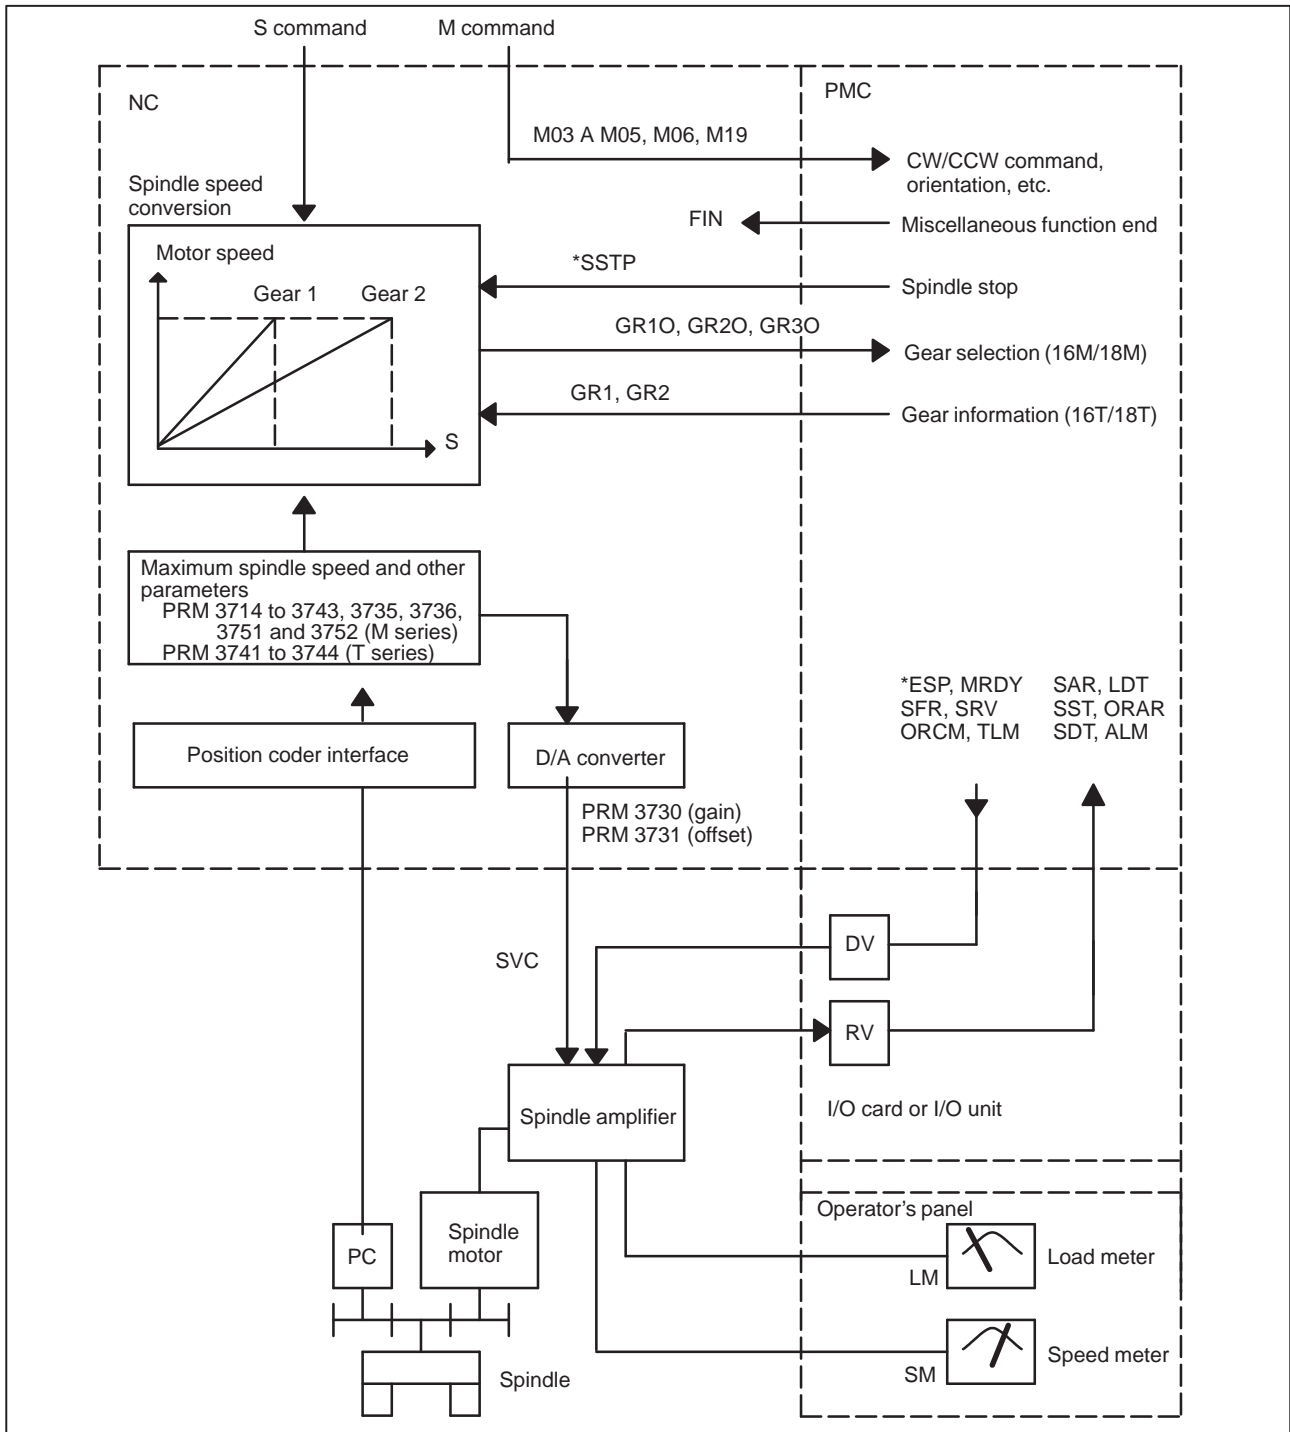 S command
M command
NC
PMC
M03 A M05, M06, M19
CW/CCW command,
orientation, etc.
Spindle speed
conversion
FIN
Miscellaneous function end
Motor speed
*SSTP
Gear 1
Gear 2
Spindle stop
GR1O, GR2O, GR3O
Gear selection (16M/18M)
GR1, GR2
Gear information (16T/18T)
S
Maximum spindle speed and other
parameters
PRM 3714 to 3743, 3735, 3736,
3751 and 3752 (M series)
PRM 3741 to 3744 (T series)
*ESP, MRDY
SFR, SRV
ORCM, TLM
SAR, LDT
SST, ORAR
SDT, ALM
Position coder interface
D/A converter
PRM 3730 (gain)
PRM 3731 (offset)
SVC
DV
RV
Spindle amplifier
I/O card or I/O unit
Operator's panel
PC
Spindle
motor
LM
Load meter
SM
Speed meter
Spindle